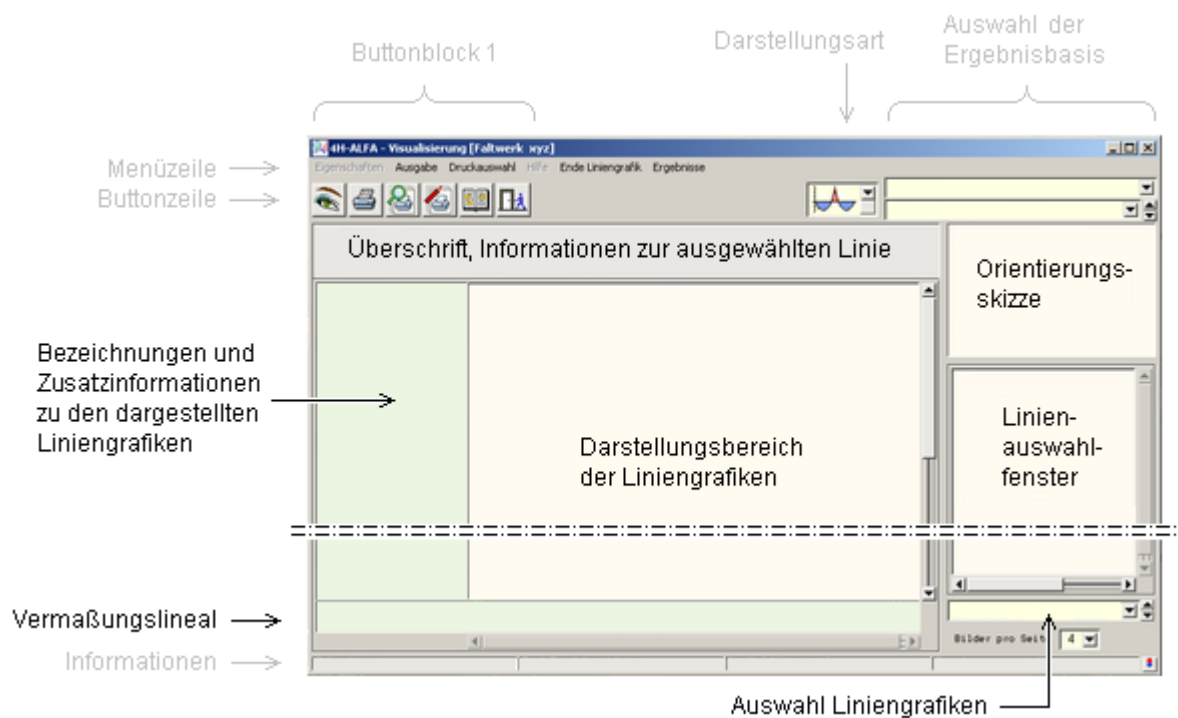 Buttonblock 1
Darstellungsart
Auswahl der
Ergebnisbasis
4H-ALFA - Visualisierung [Faltwerk xyz]
Menüzeile
Eigenschaften Ausgabe Druckauswahl Hilfe Ende Liniengrafik Ergebnisse
Buttonzeile
Überschrift, Informationen zur ausgewählten Linie
Orientierungs-
skizze
Bezeichnungen und
Zusatzinformationen
zu den dargestellten
Liniengrafiken
Darstellungsbereich
der Liniengrafiken
Linien-
auswahl-
fenster
Vermaßungslineal
Bilder pro Seite 4
Informationen
Auswahl Liniengrafiken